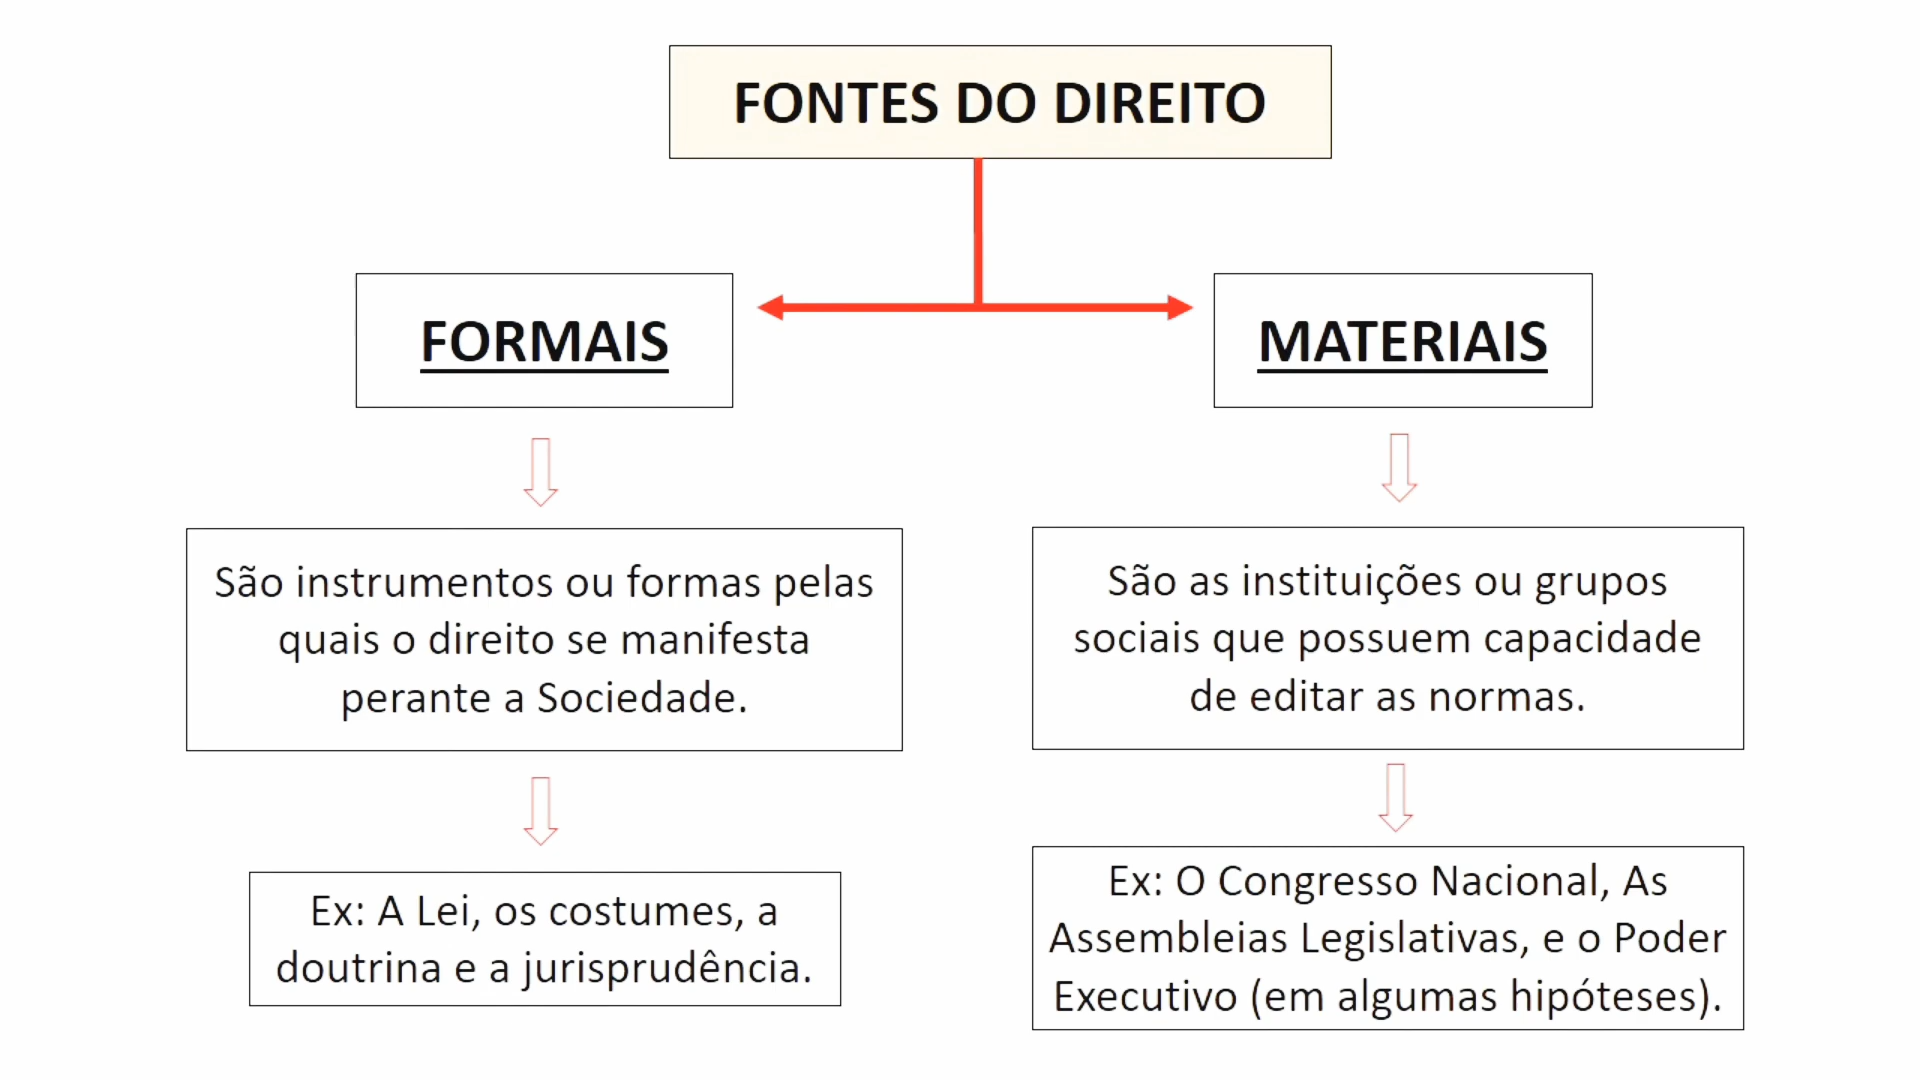 FONTES DO DIREITO
FORMAIS
MATERIAIS
São instrumentos ou formas pelas
quais o direito se manifesta
perante a Sociedade.
São as instituições ou grupos
sociais que possuem capacidade
de editar as normas.
Ex: A Lei, os costumes, a
doutrina e a jurisprudência.
Ex: O Congresso Nacional, As
Assembleias Legislativas, e o Poder
Executivo (em algumas hipóteses).